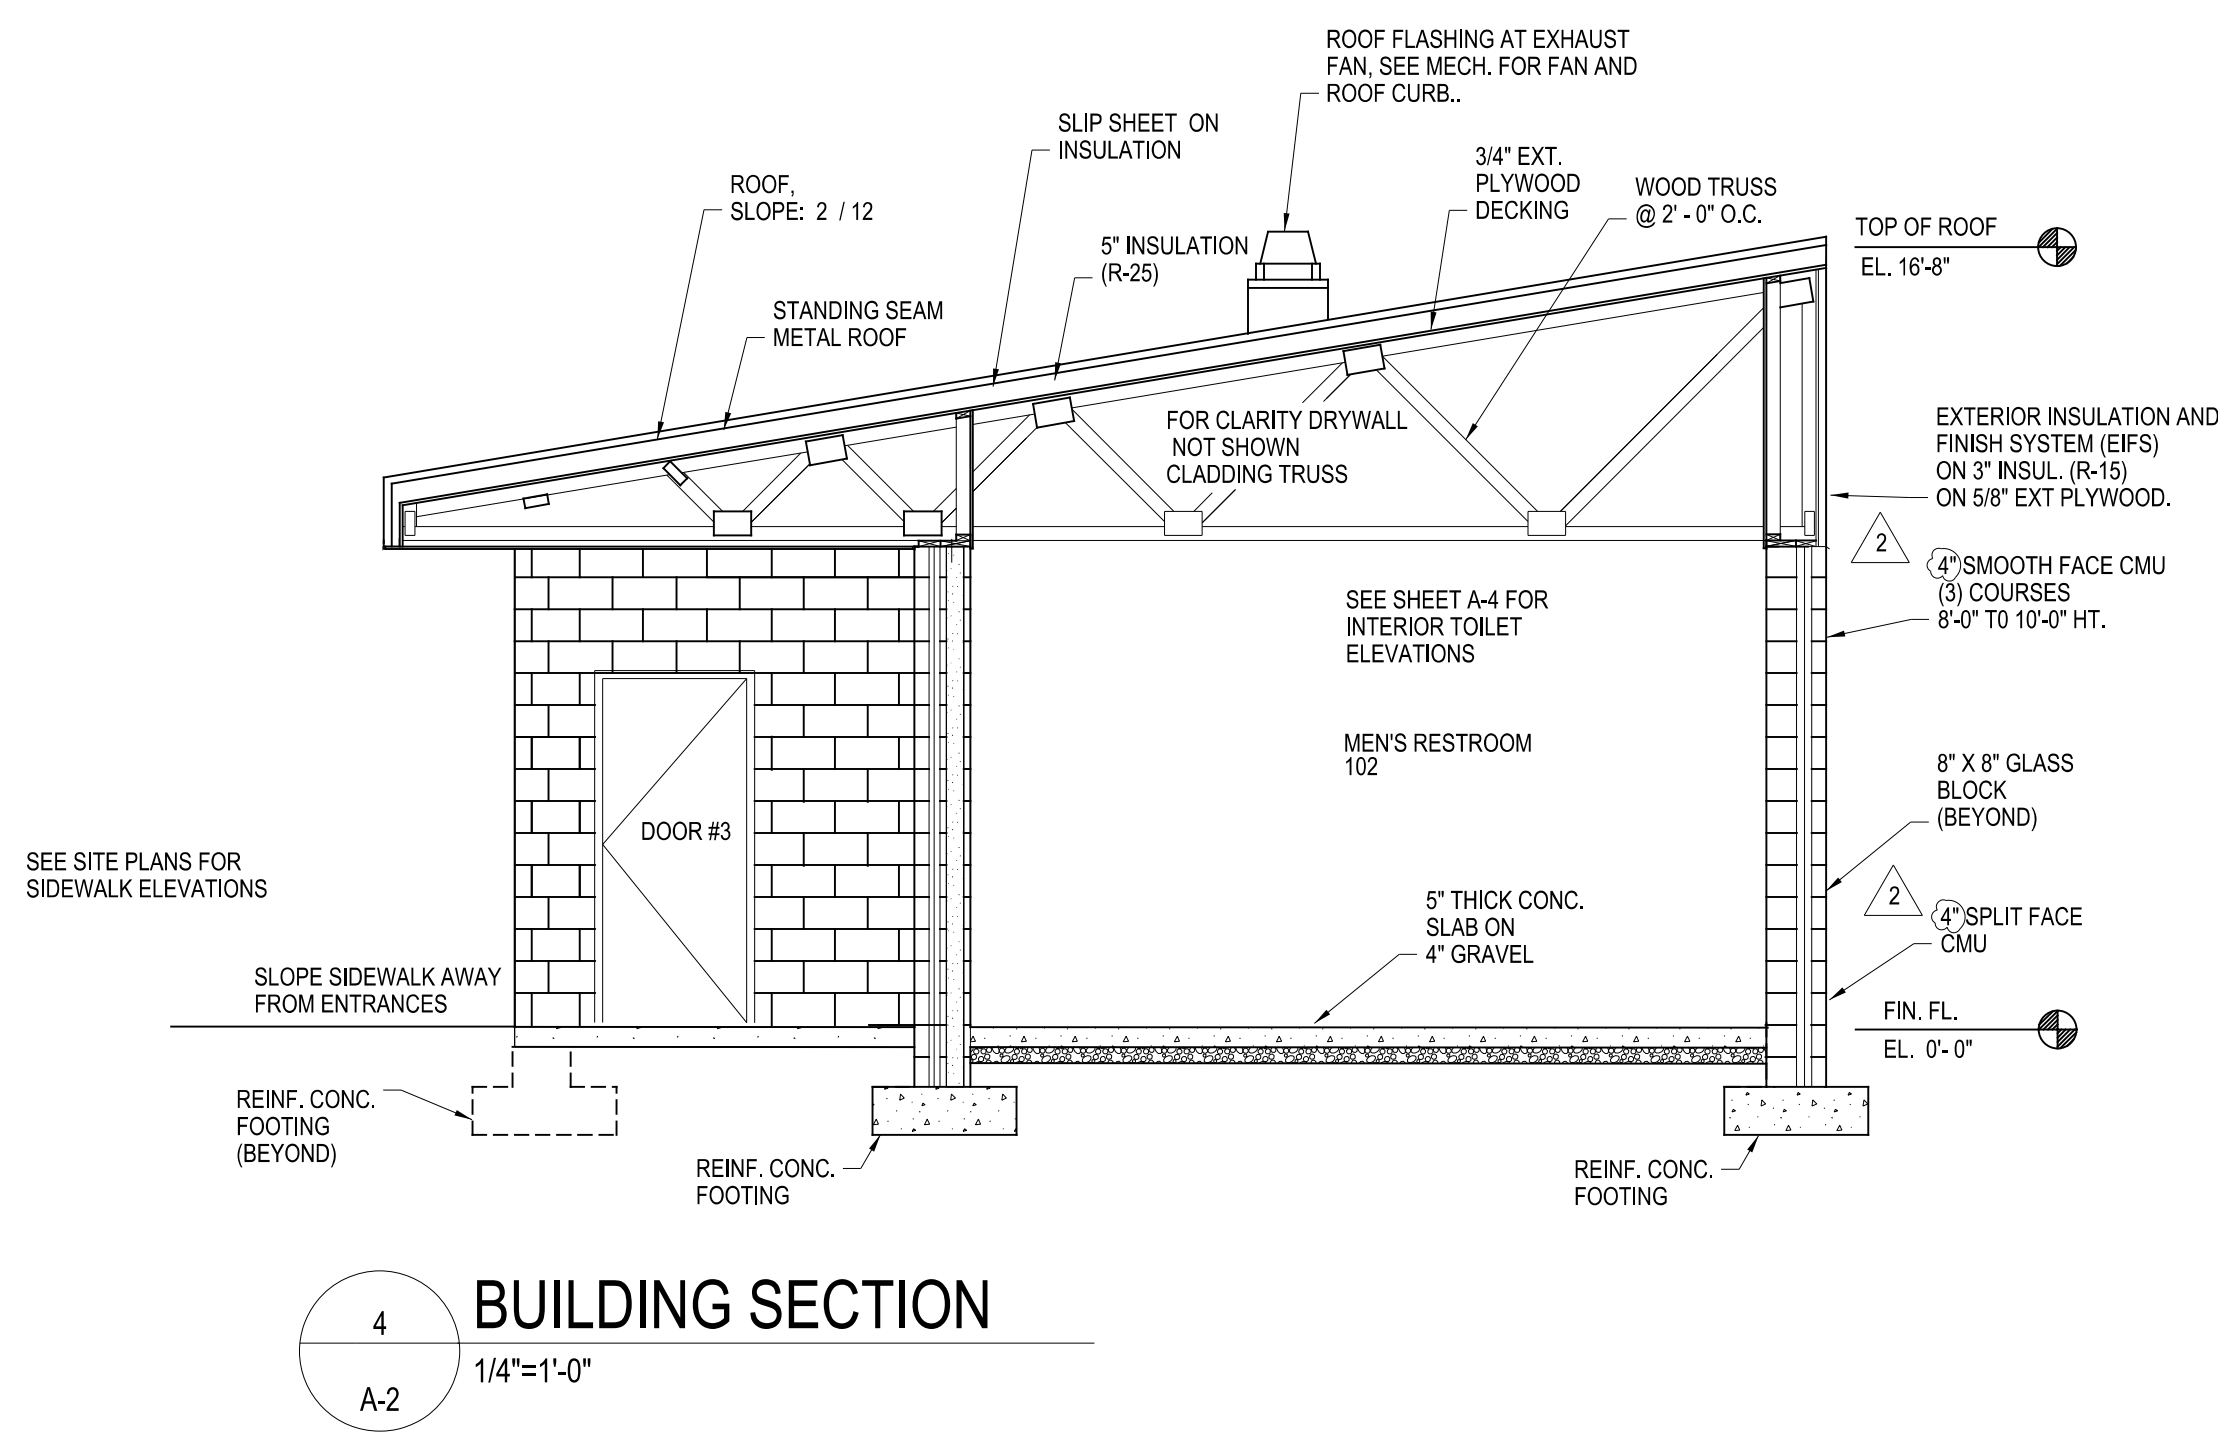 ROOF FLASHING AT EXHAUST
FAN, SEE MECH. FOR FAN AND
ROOF CURB..
SLIP SHEET ON
INSULATION
3/4" EXT.
PLYWOOD
DECKING
WOOD TRUSS
@ 2' - 0" O.C.
ROOF,
SLOPE: 2 / 12
TOP OF ROOF
EL. 16'-8"
5" INSULATION
(R-25)
STANDING SEAM
METAL ROOF
FOR CLARITY DRYWALL
NOT SHOWN
CLADDING TRUSS
EXTERIOR INSULATION AND
FINISH SYSTEM (EIFS)
ON 3" INSUL. (R-15)
ON 5/8" EXT PLYWOOD.
2
4" SMOOTH FACE CMU
(3) COURSES
8'-0" T0 10'-0" HT.
SEE SHEET A-4 FOR
INTERIOR TOILET
ELEVATIONS
MEN'S RESTROOM
102
8" X 8" GLASS
BLOCK
(BEYOND)
DOOR #3
SEE SITE PLANS FOR
SIDEWALK ELEVATIONS
2
4" SPLIT FACE
CMU
5" THICK CONC.
SLAB ON
4" GRAVEL
SLOPE SIDEWALK AWAY
FROM ENTRANCES
FIN. FL.
EL. 0'- 0"
REINF. CONC.
FOOTING
(BEYOND)
REINF. CONC.
FOOTING
REINF. CONC.
FOOTING
4
A-2
BUILDING SECTION
1/4"=1'-0"